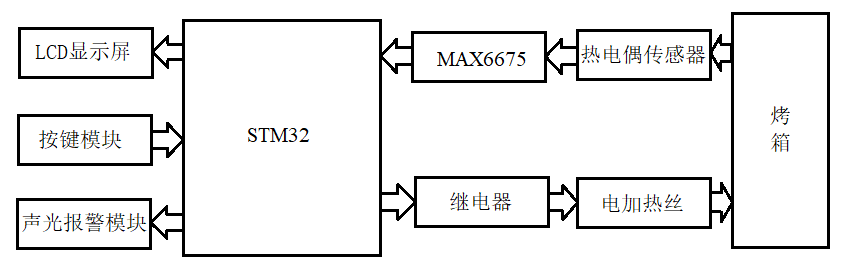 LCD显示屏
按键模块
声光报警模块
STM32
MAX6675
热电偶传感器
继电器
电加热丝
烤
箱